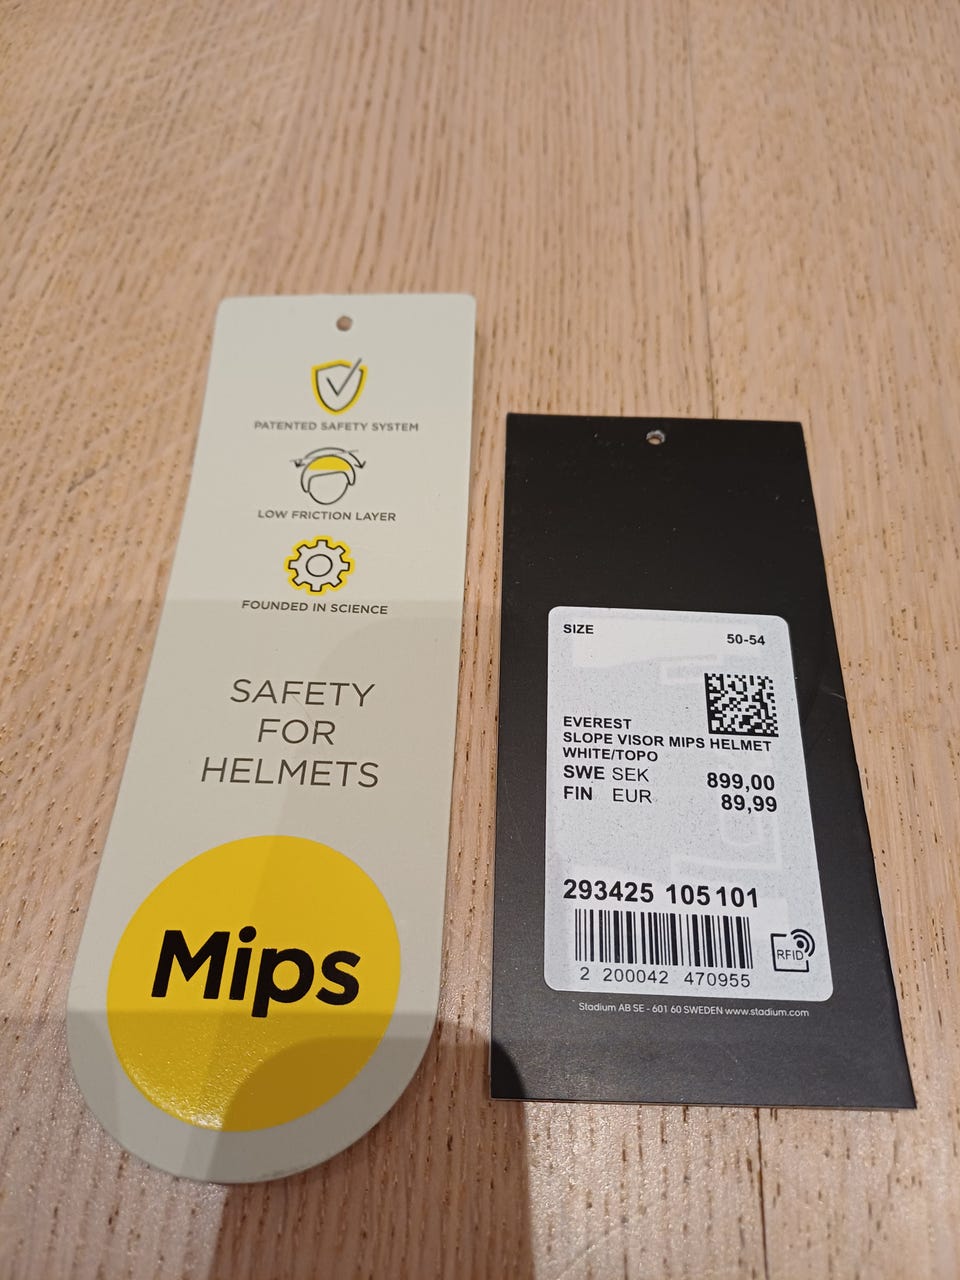 PATENTED SAFETY SYSTEM
LOW FRICTION LAYER
FOUNDED IN SCIENCE
SAFETY
FOR
HELMETS
Mips
SIZE 50-54
EVEREST
SLOPE VISOR MIPS HELMET
WHITE/TOPO
SWE SEK 899,00
FIN EUR 89,99
293425 105101
2 200042 470955
RFID
Stadium AB SE - 601 60 SWEDEN www.stadium.com